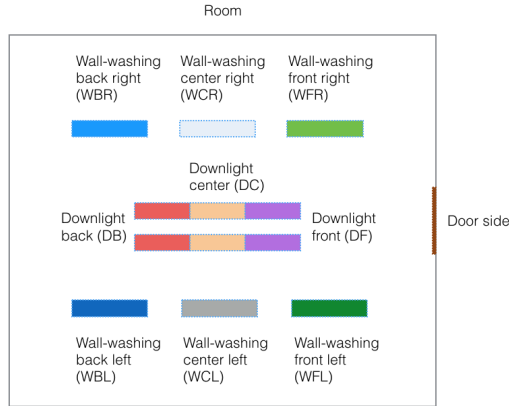 Room
Wall-washing
back right
(WBR)
Wall-washing
center right
(WCR)
Wall-washing
front right
(WFR)
Downlight
center (DC)
Downlight
back (DB)
Downlight
front (DF)
Door side
Wall-washing
back left
(WBL)
Wall-washing
center left
(WCL)
Wall-washing
front left
(WFL)